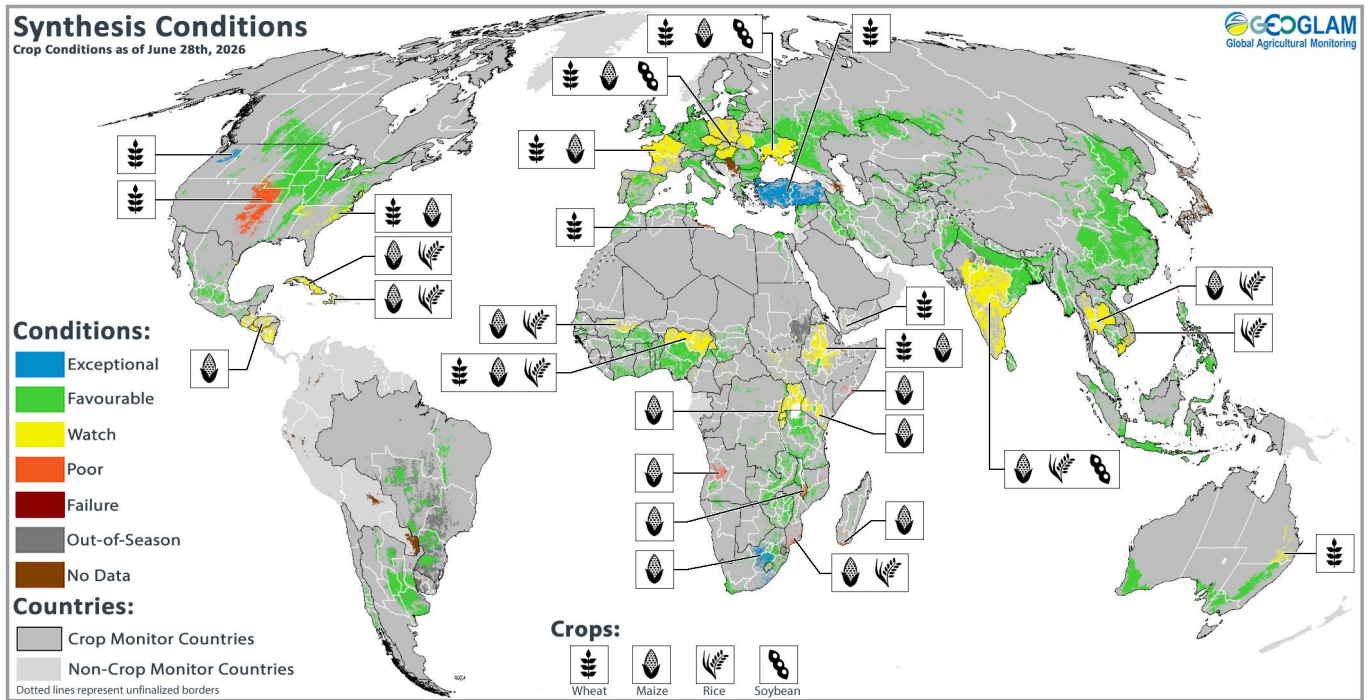 Synthesis Conditions
Crop Conditions as of June 28th, 2026
GEOGLAM
Global Agricultural Monitoring
Conditions:
Exceptional
Favourable
Watch
Poor
Failure
Out-of-Season
No Data
Countries:
Crop Monitor Countries
Non-Crop Monitor Countries
Dotted lines represent unfinalized borders
Crops:
Wheat
Maize
Rice
Soybean